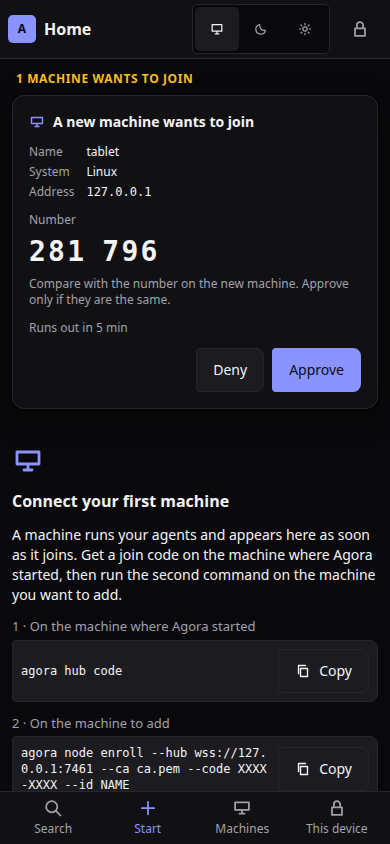 A Home
1 MACHINE WANTS TO JOIN
A new machine wants to join
Name tablet
System Linux
Address 127.0.0.1
Number
281 796
Compare with the number on the new machine. Approve
only if they are the same.
Runs out in 5 min
Deny Approve
Connect your first machine
A machine runs your agents and appears here as soon
as it joins. Get a join code on the machine where Agora
started, then run the second command on the machine
you want to add.
1 · On the machine where Agora started
agora hub code Copy
2 · On the machine to add
agora node enroll --hub wss://127.
0.0.1:7461 --ca ca.pem --code XXXX
-XXXX --id NAME
Copy
Search Start Machines This device